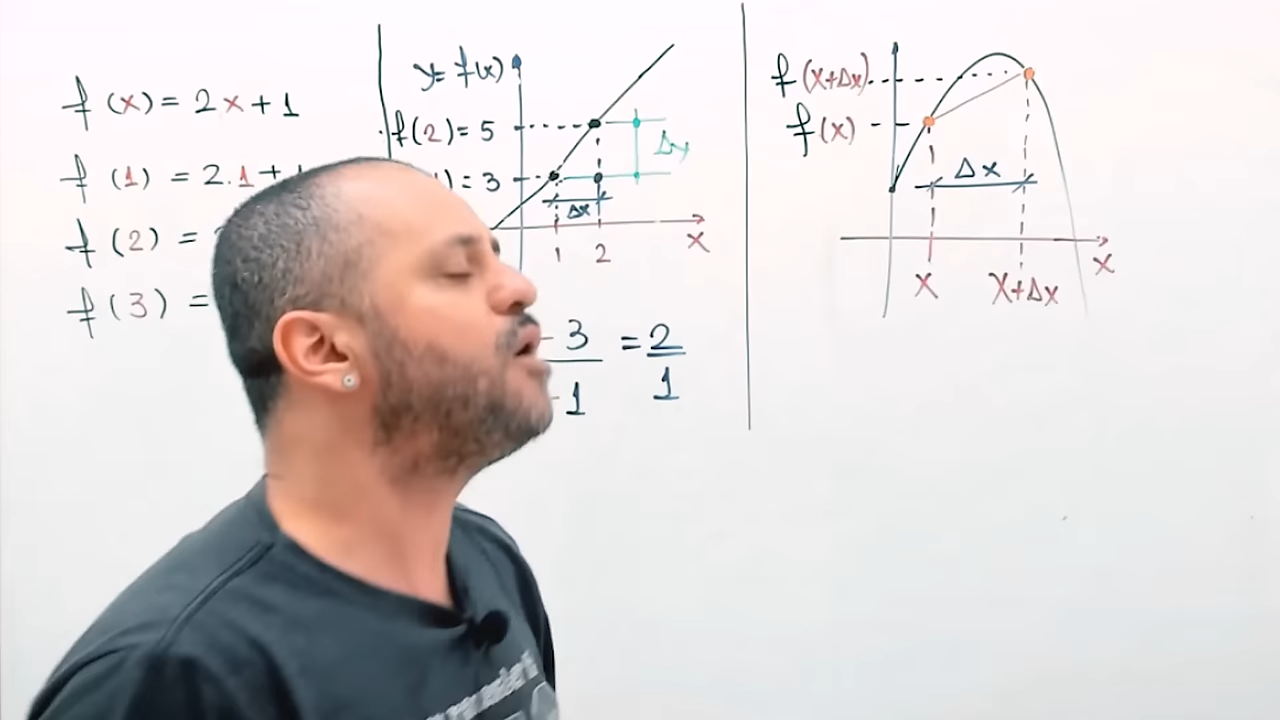 f(x) = 2x+1
f(1) = 2.1+
f(2) =
f(3) =
y= f(x)
f(2)= 5
)= 3
Δy
Δx
1 2
x
- 3
= 2
-1
1
f(x+Δx)
f(x)
Δx
x
x x+Δx